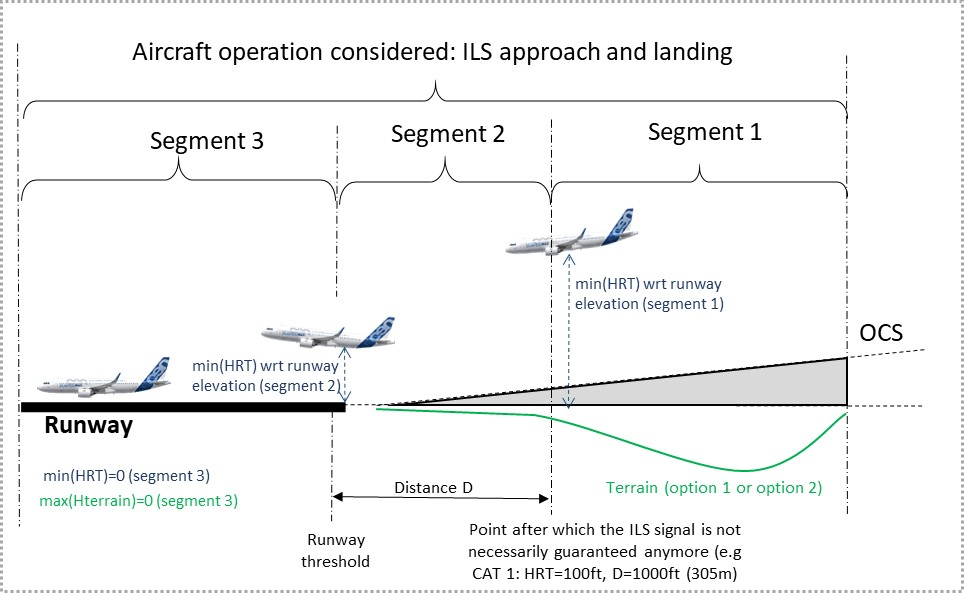 Aircraft operation considered: ILS approach and landing
Segment 3
Segment 2
Segment 1
min(HRT) wrt runway
elevation (segment 1)
OCS
min(HRT) wrt runway
elevation (segment 2)
Runway
min(HRT)=0 (segment 3)
max(Hterrain)=0 (segment 3)
Distance D
Terrain (option 1 or option 2)
Runway
threshold
Point after which the ILS signal is not
necessarily guaranteed anymore (e.g
CAT 1: HRT=100ft, D=1000ft (305m)